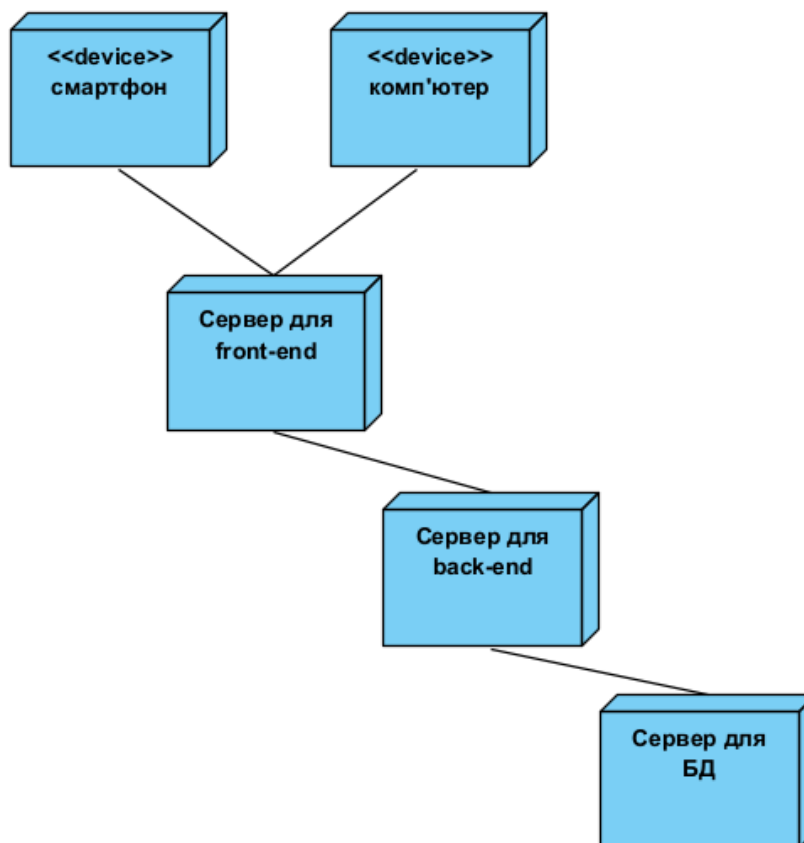 <<device>>
смартфон
<<device>>
комп'ютер
Сервер для
front-end
Сервер для
back-end
Сервер для
БД